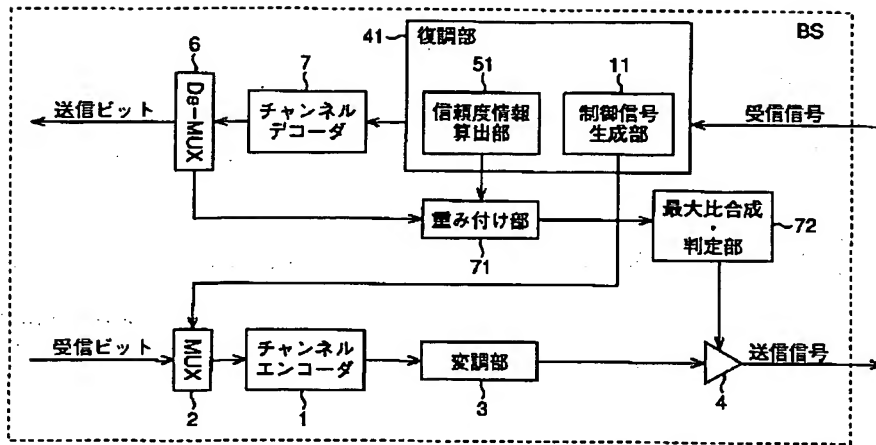 BS
41
復調部
6
7
51
11
送信ビット
D_B-MUX
チャンネル
デコーダ
信頼度情報
算出部
制御信号
生成部
受信信号
重み付け部
71
最大比合成
・
判定部
72
受信ビット
MUX
2
チャンネル
エンコーダ
1
変調部
3
4
送信信号